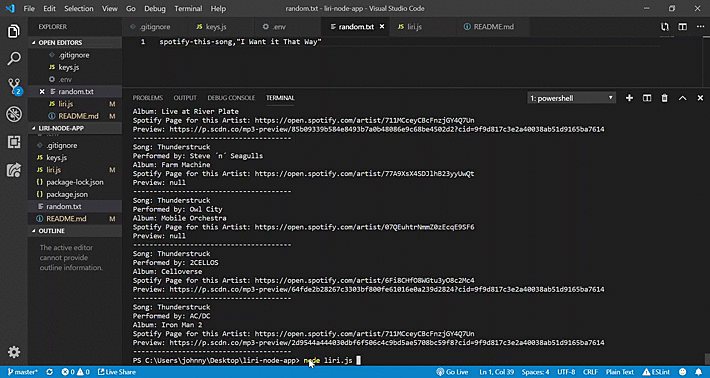 File Edit Selection View Go Debug Terminal Help random.txt - liri-node-app - Visual Studio Code
EXPLORER
OPEN EDITORS
.gitignore
JS keys.js
.env
random.txt
JS liri.js M
README.md M
LIRI-NODE-APP
.gitignore
JS keys.js
JS liri.js M
package-lock.json
package.json
random.txt
README.md M
OUTLINE
The active editor
cannot provide
outline information.
2
.gitignore JS keys.js .env random.txt JS liri.js README.md
1 spotify-this-song,"I Want it That Way"
PROBLEMS OUTPUT DEBUG CONSOLE TERMINAL 1: powershell
Album: Live at River Plate
Spotify Page for this Artist: https://open.spotify.com/artist/711MCceyCBcFnzjGY4Q7Un
Preview: https://p.scdn.co/mp3-preview/85b09339b584e8493b7a0b48086e9c68be4502d2?cid=9f9d817c3e2a40038ab51d9165ba7614
----------------------------------------
Song: Thunderstruck
Performed by: Steve ´n´ Seagulls
Album: Farm Machine
Spotify Page for this Artist: https://open.spotify.com/artist/77A9XsX4SDJlhB23yyUwQt
Preview: null
----------------------------------------
Song: Thunderstruck
Performed by: Owl City
Album: Mobile Orchestra
Spotify Page for this Artist: https://open.spotify.com/artist/07QEuhtrNmmZ0zEcqE9SF6
Preview: null
----------------------------------------
Song: Thunderstruck
Performed by: 2CELLOS
Album: Celloverse
Spotify Page for this Artist: https://open.spotify.com/artist/6Fi8CHfO8WGtu3yO8c2Mc4
Preview: https://p.scdn.co/mp3-preview/64fde2b28267c3303bf800fe61016e0a239d2824?cid=9f9d817c3e2a40038ab51d9165ba7614
----------------------------------------
Song: Thunderstruck
Performed by: AC/DC
Album: Iron Man 2
Spotify Page for this Artist: https://open.spotify.com/artist/711MCceyCBcFnzjGY4Q7Un
Preview: https://p.scdn.co/mp3-preview/2d9544a444030dbf6f506c4c9bd5ae5708bc59f8?cid=9f9d817c3e2a40038ab51d9165ba7614
----------------------------------------
PS C:\Users\johnny\Desktop\liri-node-app> node liri.js
master* 0 0 Live Share Go Live Ln 1, Col 39 Spaces: 4 UTF-8 CRLF Plain Text ESLint